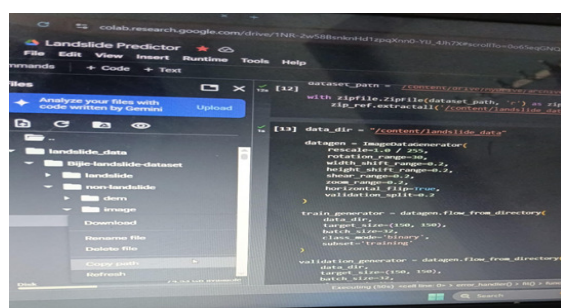 colab.research.google.com/drive/
Landslide Predictor
File Edit View Insert Runtime Tools Help
mmands + Code + Text
Files
Analyze your files with
code written by Gemini
Upload
..
landslide_data
Bijie-landslide-dataset
landslide
non-landslide
dem
image
Download
Rename file
Delete file
Copy path
Refresh
Disk
[12] dataset_path =
with zipfile.ZipFile(dataset_path, 'r') as zip
zip_ref.extractall('/content/landslide_dat
[13] data_dir = "/content/landslide_data"
datagen = ImageDataGenerator(
rescale=1.0 / 255,
rotation_range=30,
width_shift_range=0.2,
height_shift_range=0.2,
shear_range=0.2,
zoom_range=0.2,
horizontal_flip=True,
validation_split=0.2
)
train_generator = datagen.flow_from_directory(
data_dir,
target_size=(150, 150),
batch_size=32,
class_mode='binary',
subset='training'
)
validation_generator = datagen.flow_from_directory(
data_dir,
target_size=(150, 150),
batch_size=32,
Executing
Search